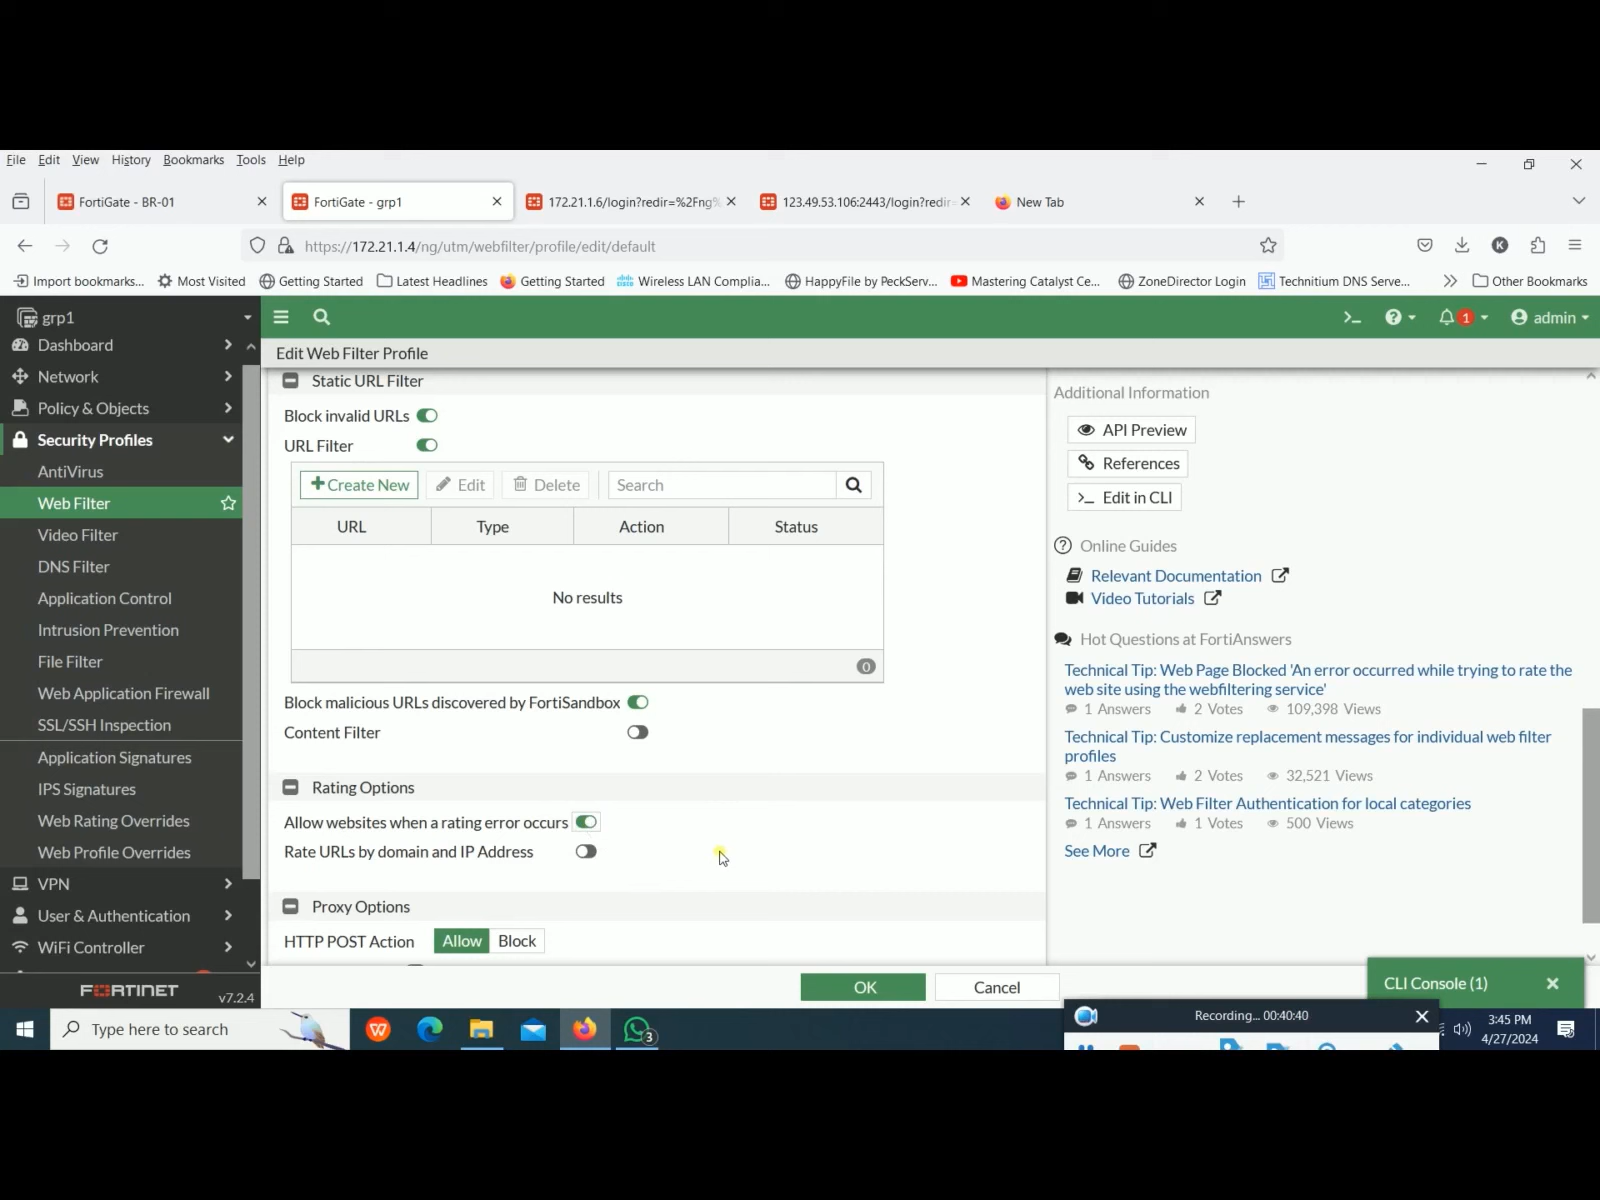 File Edit View History Bookmarks Tools Help
FortiGate - BR-01
FortiGate - grp1
172.21.1.6/login?redir=%2Fng%
123.49.53.106:2443/login?redir=
New Tab
https://172.21.1.4/ng/utm/webfilter/profile/edit/default
K
Import bookmarks... Most Visited Getting Started Latest Headlines Getting Started Wireless LAN Complia... HappyFile by PeckServ... Mastering Catalyst Ce... ZoneDirector Login Technitium DNS Serve... Other Bookmarks
grp1
1
admin
Dashboard
Network
Policy & Objects
Security Profiles
AntiVirus
Web Filter
Video Filter
DNS Filter
Application Control
Intrusion Prevention
File Filter
Web Application Firewall
SSL/SSH Inspection
Application Signatures
IPS Signatures
Web Rating Overrides
Web Profile Overrides
VPN
User & Authentication
WiFi Controller
FORTINET
v7.2.4
Edit Web Filter Profile
Static URL Filter
Block invalid URLs
URL Filter
Create New Edit Delete Search
URL Type Action Status
No results
0
Block malicious URLs discovered by FortiSandbox
Content Filter
Rating Options
Allow websites when a rating error occurs
Rate URLs by domain and IP Address
Proxy Options
HTTP POST Action Allow Block
OK Cancel
Additional Information
API Preview
References
Edit in CLI
Online Guides
Relevant Documentation
Video Tutorials
Hot Questions at FortiAnswers
Technical Tip: Web Page Blocked 'An error occurred while trying to rate the
web site using the webfiltering service'
1 Answers 2 Votes 109,398 Views
Technical Tip: Customize replacement messages for individual web filter
profiles
1 Answers 2 Votes 32,521 Views
Technical Tip: Web Filter Authentication for local categories
1 Answers 1 Votes 500 Views
See More
CLI Console (1)
Type here to search
W
3
Recording... 00:40:40
3:45 PM
4/27/2024